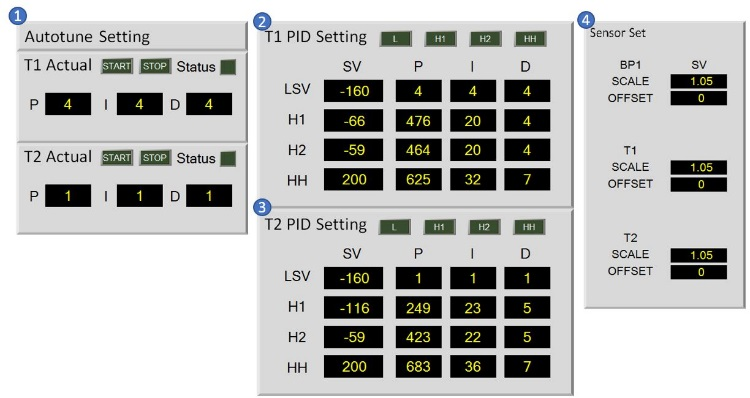 1
Autotune Setting
T1 Actual START STOP Status
P 4 I 4 D 4
T2 Actual START STOP Status
P 1 I 1 D 1
2
T1 PID Setting L H1 H2 HH
SV P I D
LSV -160 4 4 4
H1 -66 476 20 4
H2 -59 464 20 4
HH 200 625 32 7
3
T2 PID Setting L H1 H2 HH
SV P I D
LSV -160 1 1 1
H1 -116 249 23 5
H2 -59 423 22 5
HH 200 683 36 7
4
Sensor Set
BP1 SV
SCALE 1.05
OFFSET 0
T1
SCALE 1.05
OFFSET 0
T2
SCALE 1.05
OFFSET 0